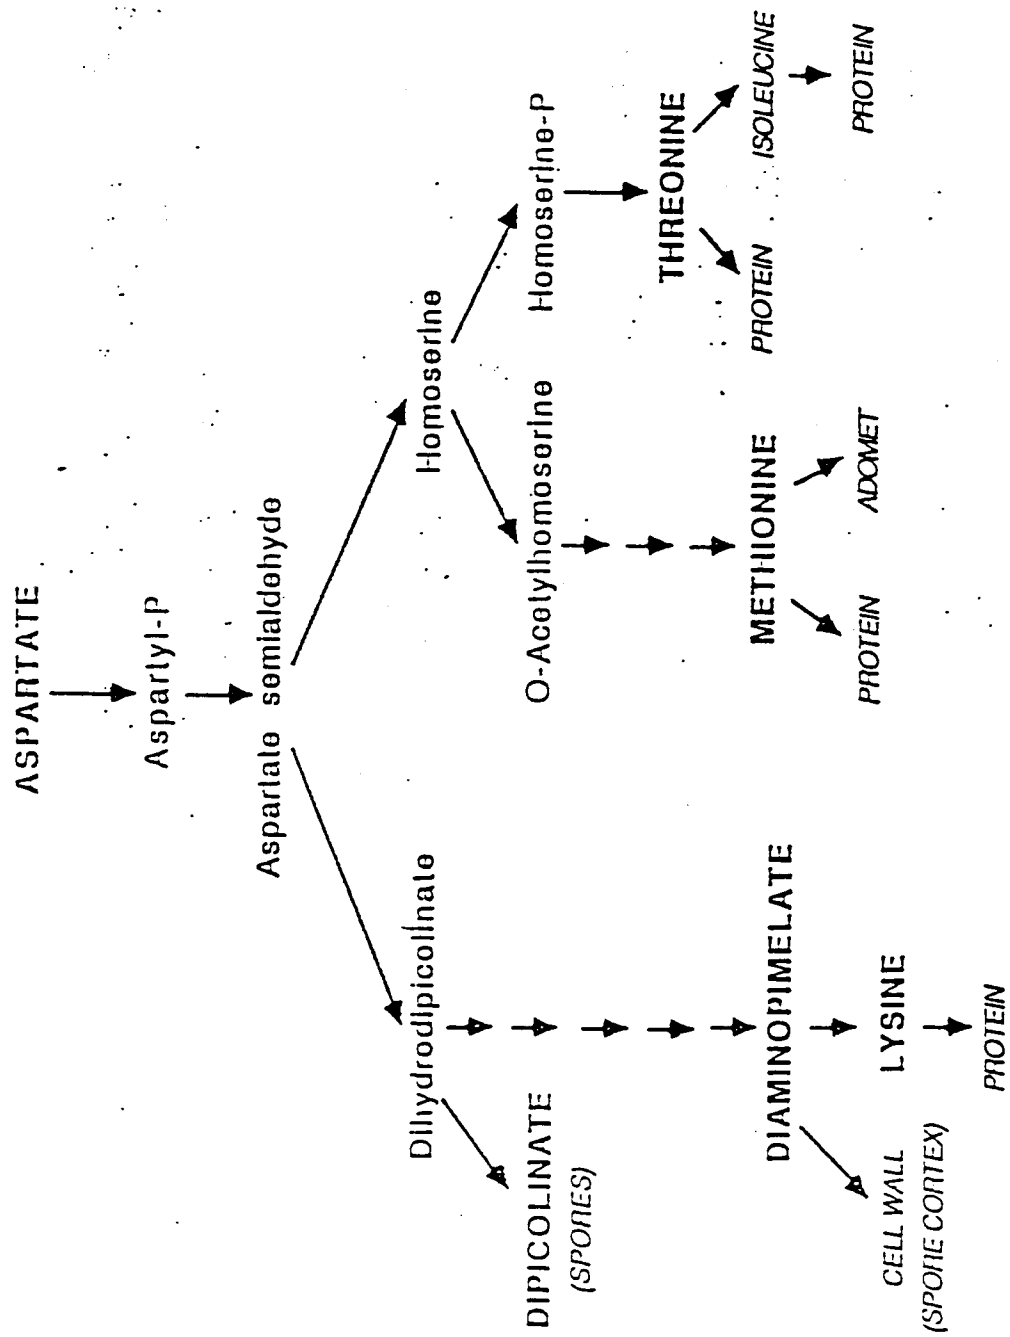 ASPARTATE
Aspartyl-P
Aspartate semialdehyde
Dihydrodipicolinate
Homoserine
DIPICOLINATE
(SPORES)
O-Acetylhomoserine
Homoserine-P
THREONINE
DIAMINOPIMELATE
METHIONINE
PROTEIN
ISOLEUCINE
CELL WALL
(SPORE CORTEX)
LYSINE
PROTEIN
ADOMET
PROTEIN
PROTEIN